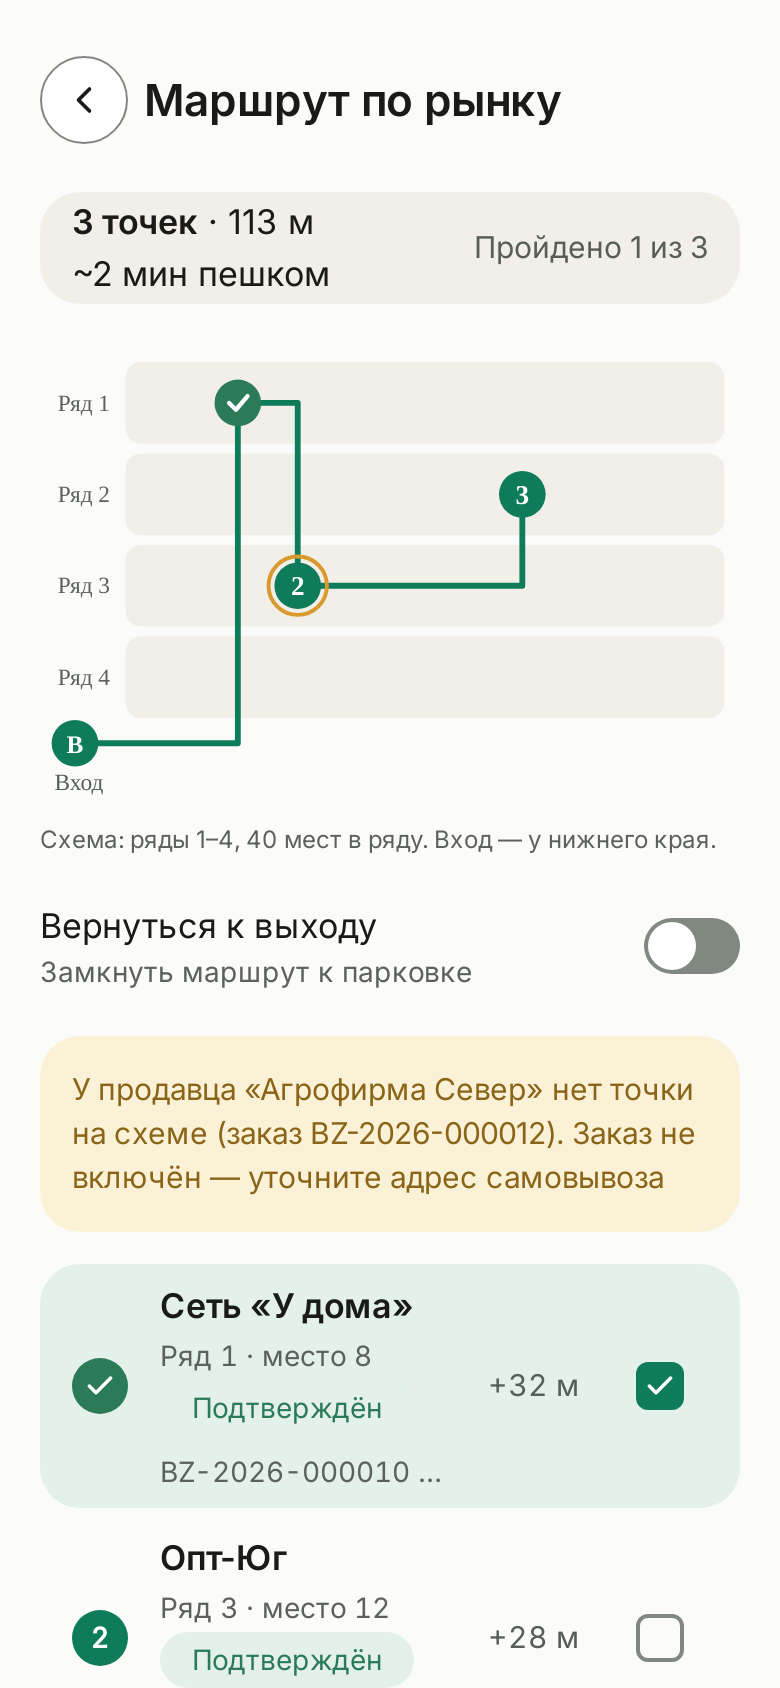 Маршрут по рынку
3 точек · 113 м
~2 мин пешком
Пройдено 1 из 3
Ряд 1
Ряд 2
3
Ряд 3
2
Ряд 4
В
Вход
Схема: ряды 1–4, 40 мест в ряду. Вход — у нижнего края.
Вернуться к выходу
Замкнуть маршрут к парковке
У продавца «Агрофирма Север» нет точки
на схеме (заказ BZ-2026-000012). Заказ не
включён — уточните адрес самовывоза
Сеть «У дома»
Ряд 1 · место 8
Подтверждён
+32 м
BZ-2026-000010 ...
Опт-Юг
Ряд 3 · место 12
2
+28 м
Подтверждён